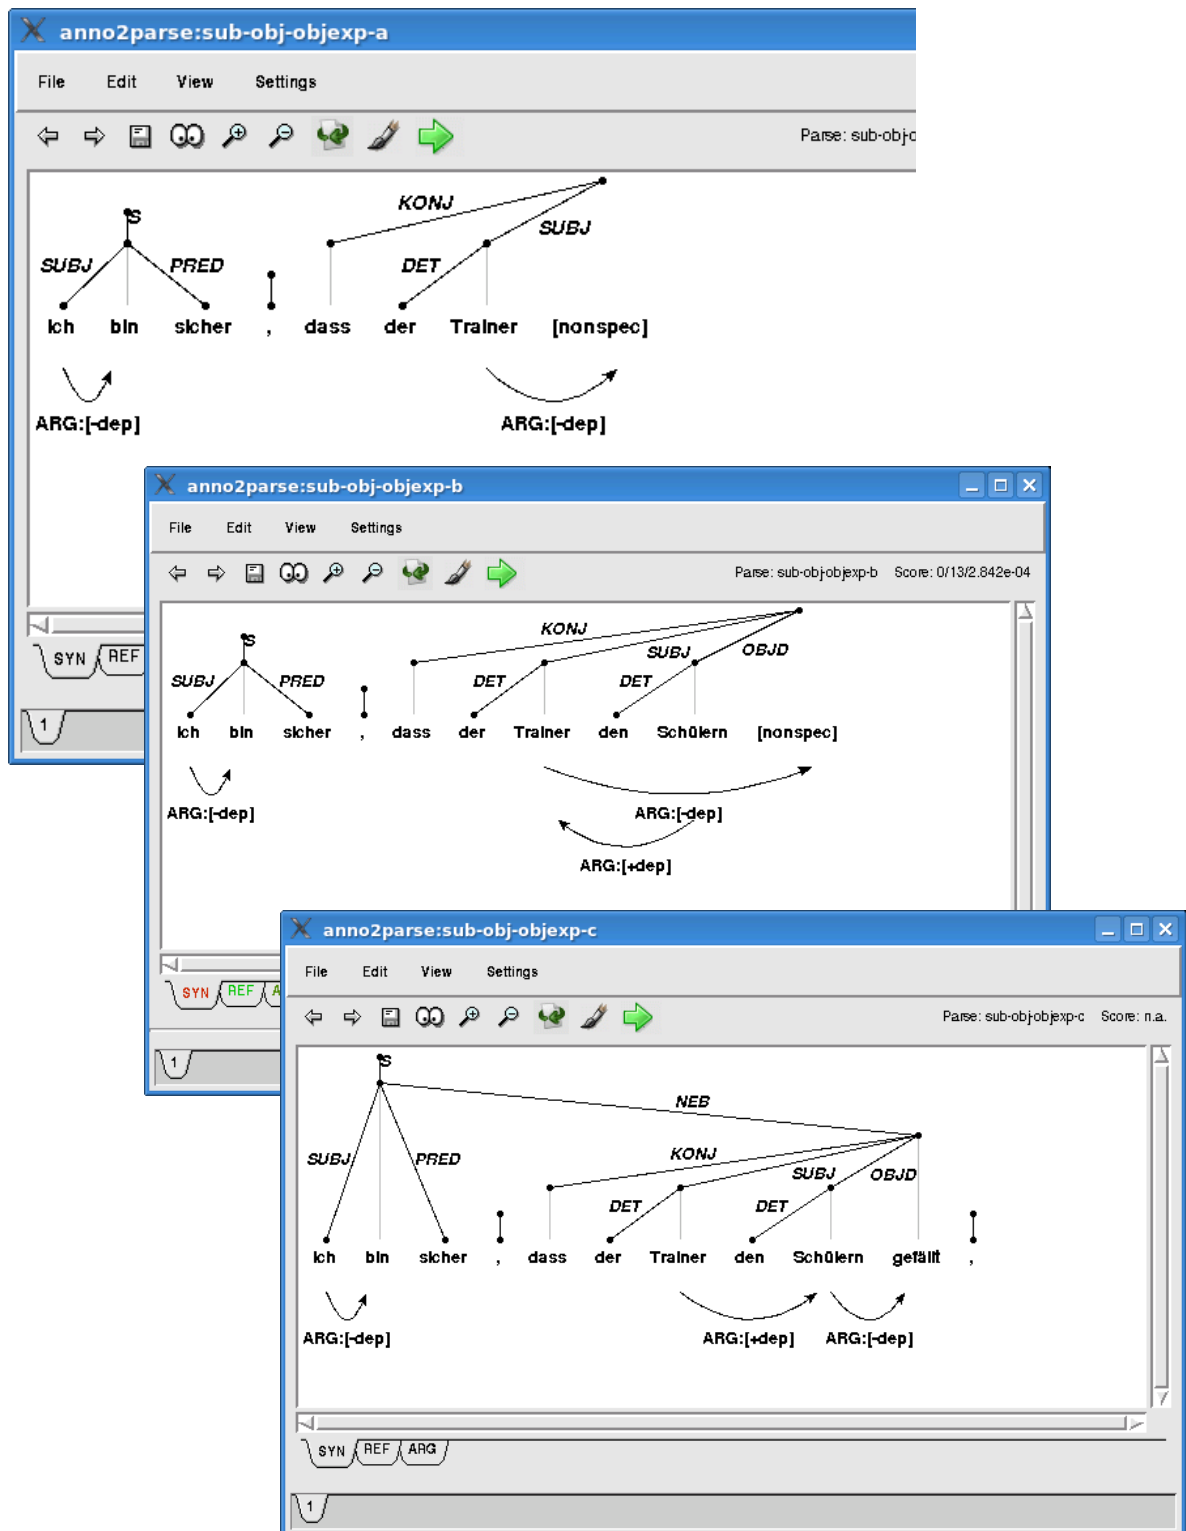 anno2parse:sub-obj-objexp-a
File Edit View Settings
Parse: sub-obj-o
S
KONJ
SUBJ
SUBJ PRED DET
Ich bin sicher , dass der Trainer [nonspec]
ARG:[-dep] ARG:[-dep]
SYN REF
1
anno2parse:sub-obj-objexp-b
File Edit View Settings
Parse: sub-obj-objexp-b Score: 0/13/2.842e-04
S
KONJ
SUBJ OBJD
SUBJ PRED DET DET
Ich bin sicher , dass der Trainer den Schülern [nonspec]
ARG:[-dep] ARG:[-dep]
ARG:[+dep]
SYN REF A
1
anno2parse:sub-obj-objexp-c
File Edit View Settings
Parse: sub-obj-objexp-c Score: n.a.
S
NEB
SUBJ PRED KONJ
SUBJ OBJD
DET DET
Ich bin sicher , dass der Trainer den Schülern gefällt ,
ARG:[-dep] ARG:[+dep] ARG:[-dep]
SYN REF ARG
1